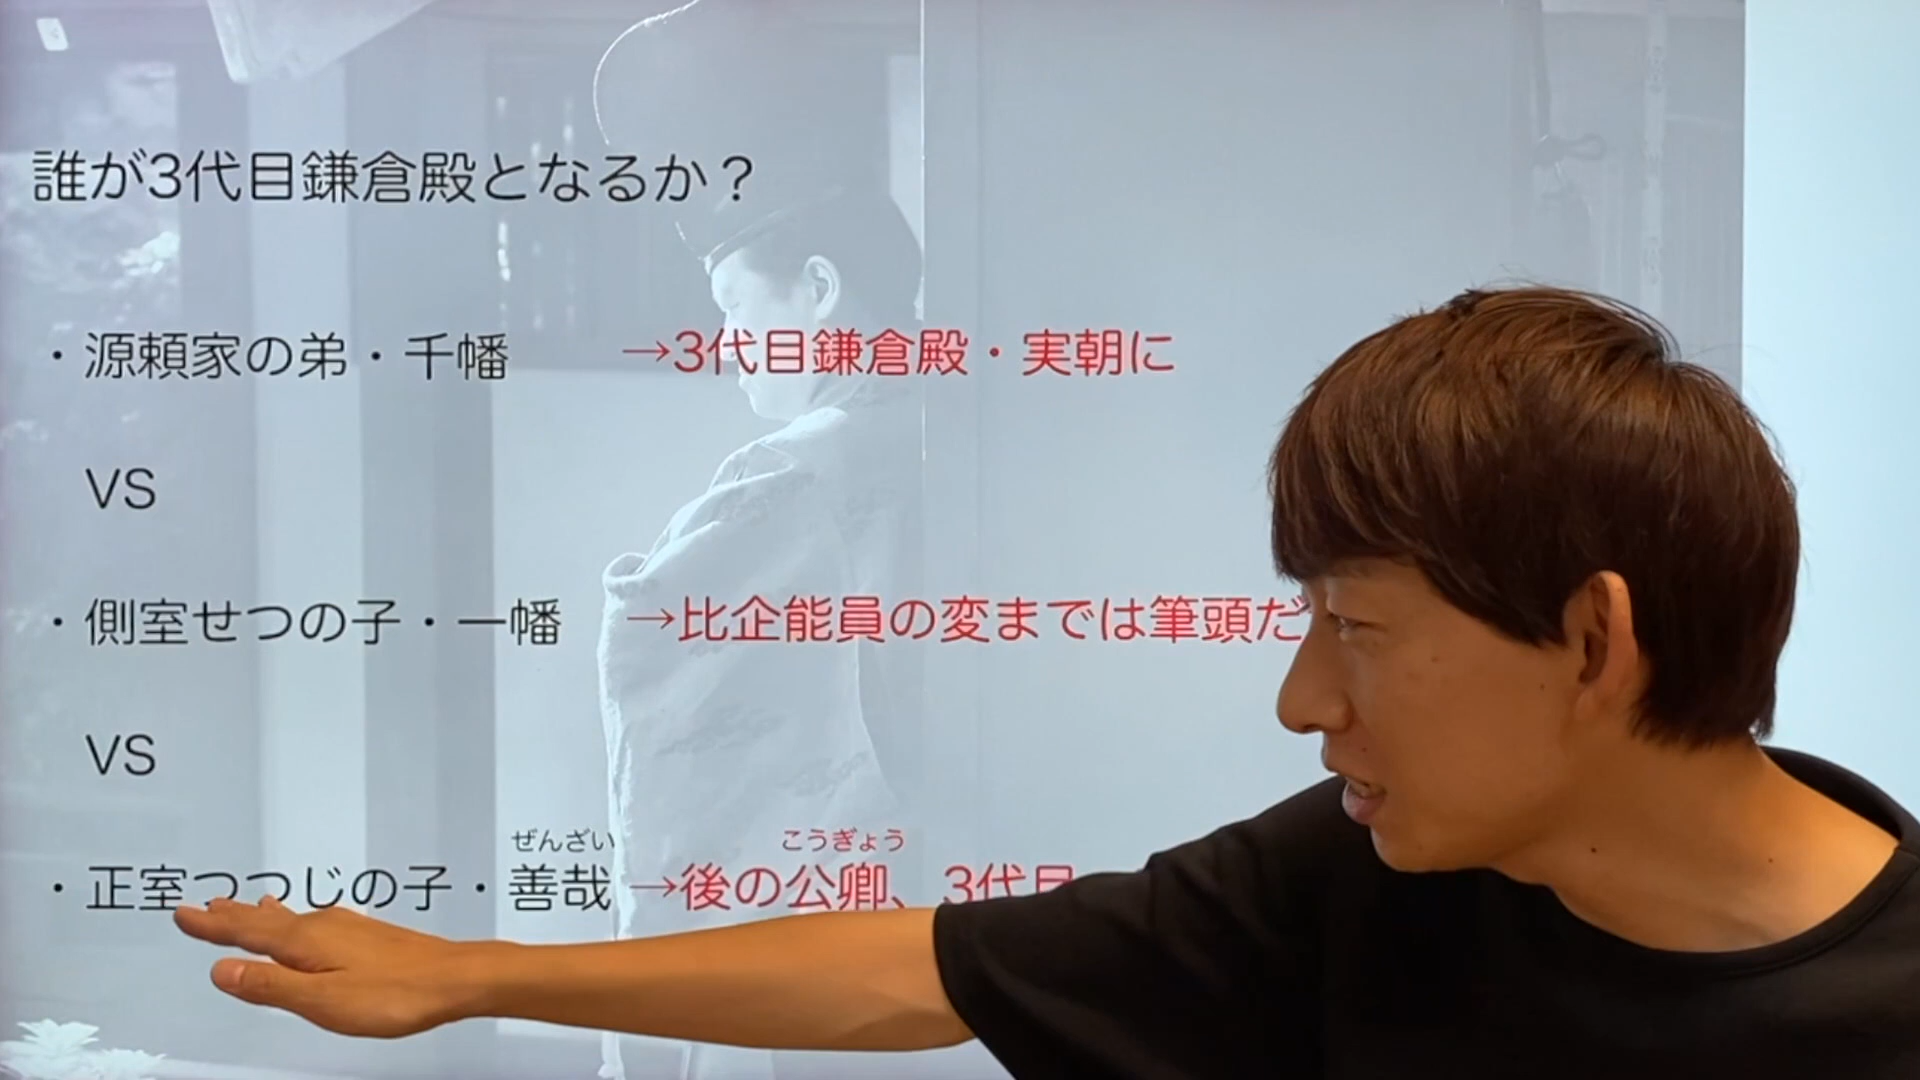 誰が3代目鎌倉殿となるか？
・源頼家の弟・千幡　→3代目鎌倉殿・実朝に
VS
・側室せつの子・一幡　→比企能員の変までは筆頭だ
VS
ぜんざい　こうぎょう
・正室つつじの子・善哉→後の公卿、3代目